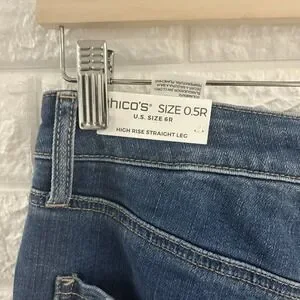 hico's® SIZE 0.5R
U.S. SIZE 6R
HIGH RISE STRAIGHT LEG